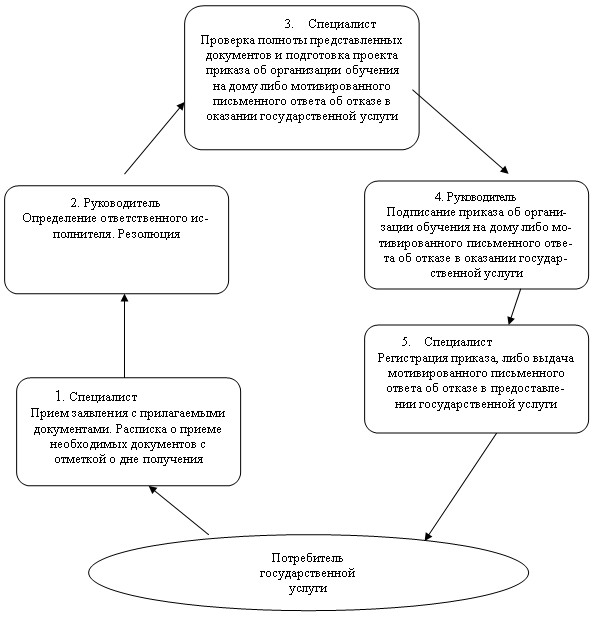 3. Специалист
Проверка полноты представленных
документов и подготовка проекта
приказа об организации обучения
на дому либо мотивированного
письменного ответа об отказе в
оказании государственной услуги
2. Руководитель
Определение ответственного ис-
полнителя. Резолюция
4. Руководитель
Подписание приказа об органи-
зации обучения на дому либо мо-
тивированного письменного отве-
та об отказе в оказании государ-
ственной услуги
1. Специалист
Прием заявления с прилагаемыми
документами. Расписка о приеме
необходимых документов с
отметкой о дне получения
5. Специалист
Регистрация приказа, либо выдача
мотивированного письменного
ответа об отказе в предоставле-
нии государственной услуги
Потребитель
государственной
услуги